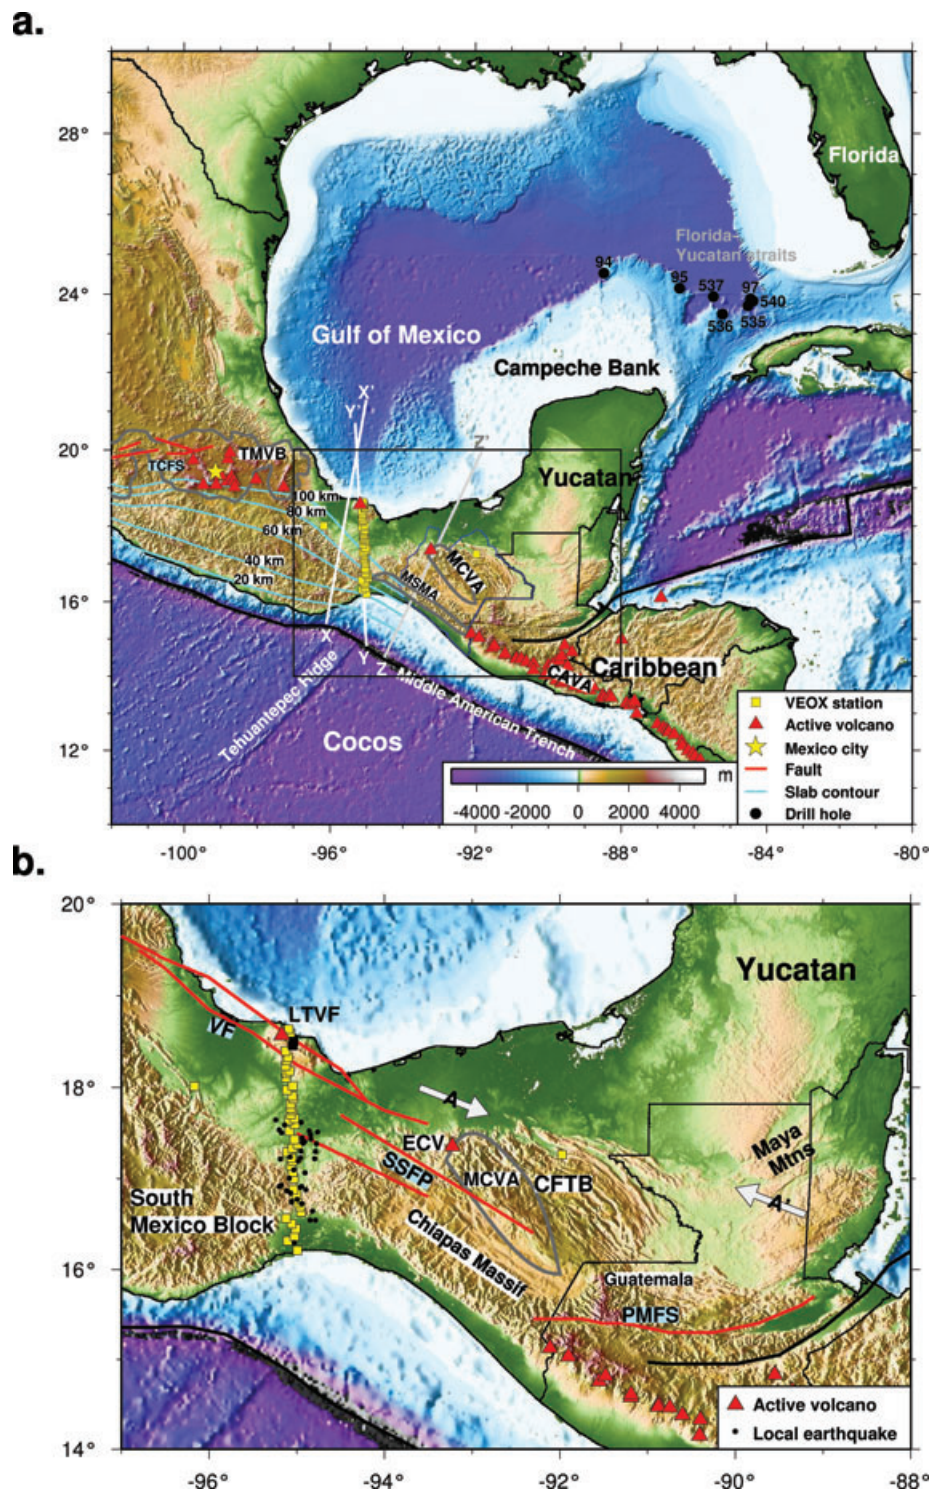 a.
28°
24°
20°
16°
12°
-100°
-96°
-92°
-88°
-84°
-80°
Florida
Florida-
Yucatan straits
94
95
537
97
540
536
535
Gulf of Mexico
Campeche Bank
X'
Y'
Z'
TCFS
TMVB
Yucatan
100 km
80 km
60 km
40 km
20 km
MCVA
MSMA
X
Y
Z
Caribbean
CAVA
Tehuantepec Ridge
Middle American Trench
Cocos
VEOX station
Active volcano
Mexico city
Fault
Slab contour
Drill hole
m
-4000 -2000 0 2000 4000
b.
20°
18°
16°
14°
-96°
-94°
-92°
-90°
-88°
Yucatan
LTVF
VF
A
ECV
MCVA
CFTB
SSFP
Maya
Mtns
A'
South
Mexico Block
Chiapas Massif
Guatemala
PMFS
Active volcano
Local earthquake